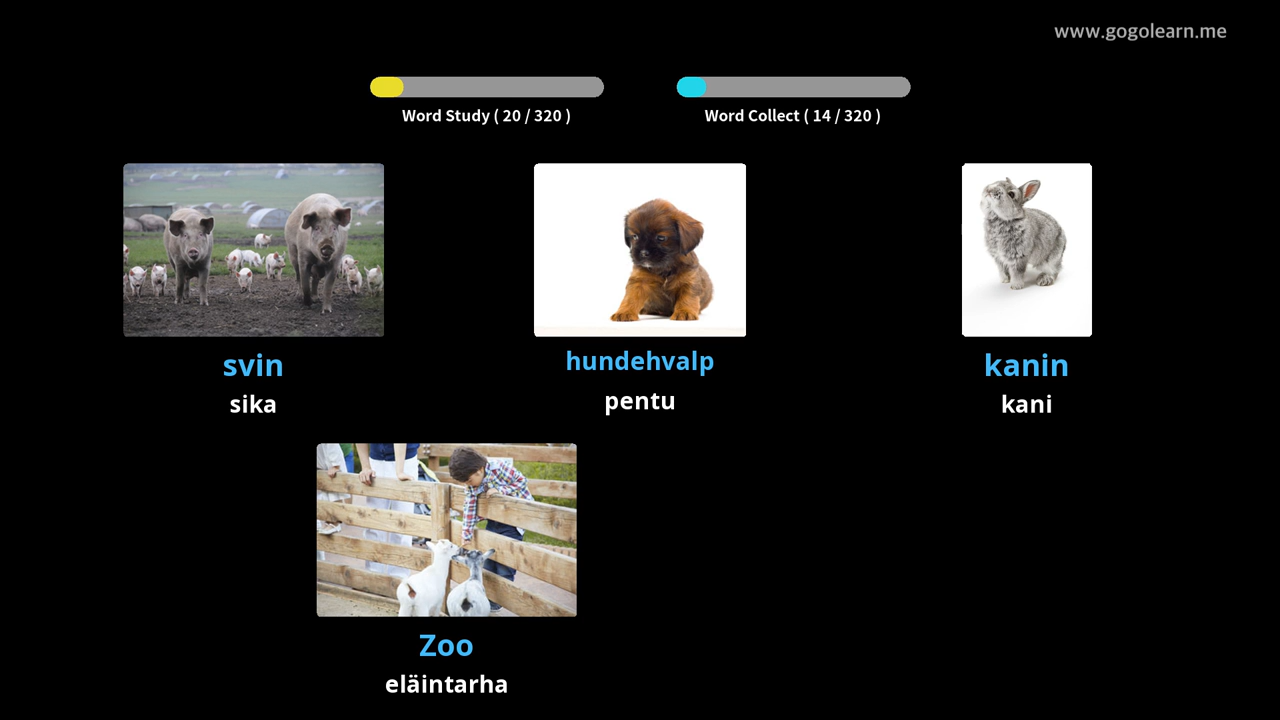 www.gogolearn.me
Word Study ( 20 / 320 )
Word Collect ( 14 / 320 )
svin
sika
hundehvalp
pentu
kanin
kani
Zoo
eläintarha